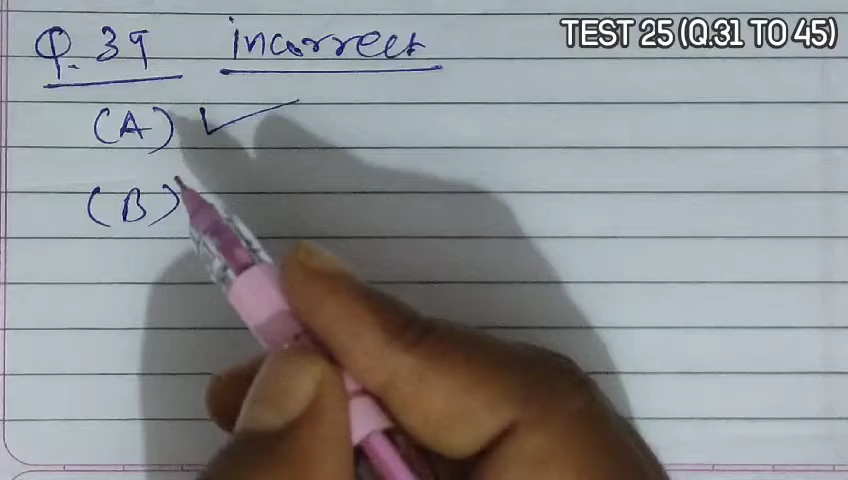 TEST 25 (Q.31 TO 45)
Q. 39 incorrect
(A) ✓
(B)